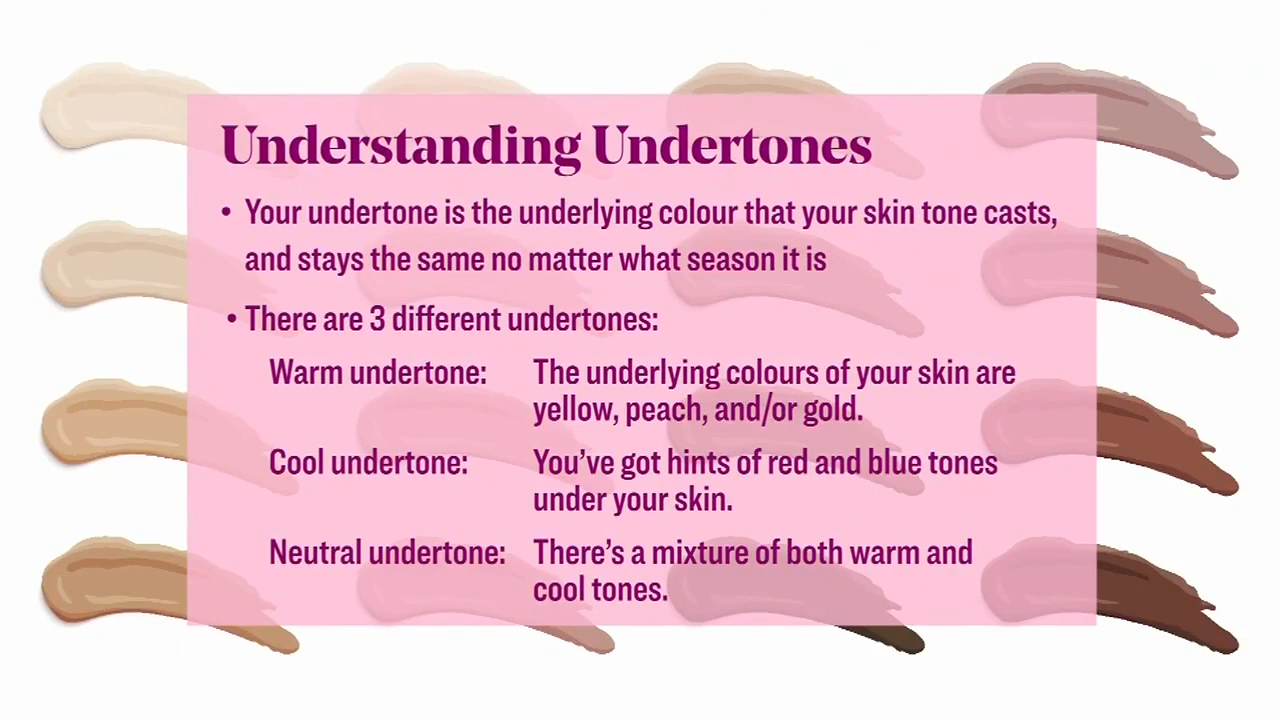 Understanding Undertones
• Your undertone is the underlying colour that your skin tone casts,
and stays the same no matter what season it is
• There are 3 different undertones:
Warm undertone: The underlying colours of your skin are
yellow, peach, and/or gold.
Cool undertone: You’ve got hints of red and blue tones
under your skin.
Neutral undertone: There’s a mixture of both warm and
cool tones.